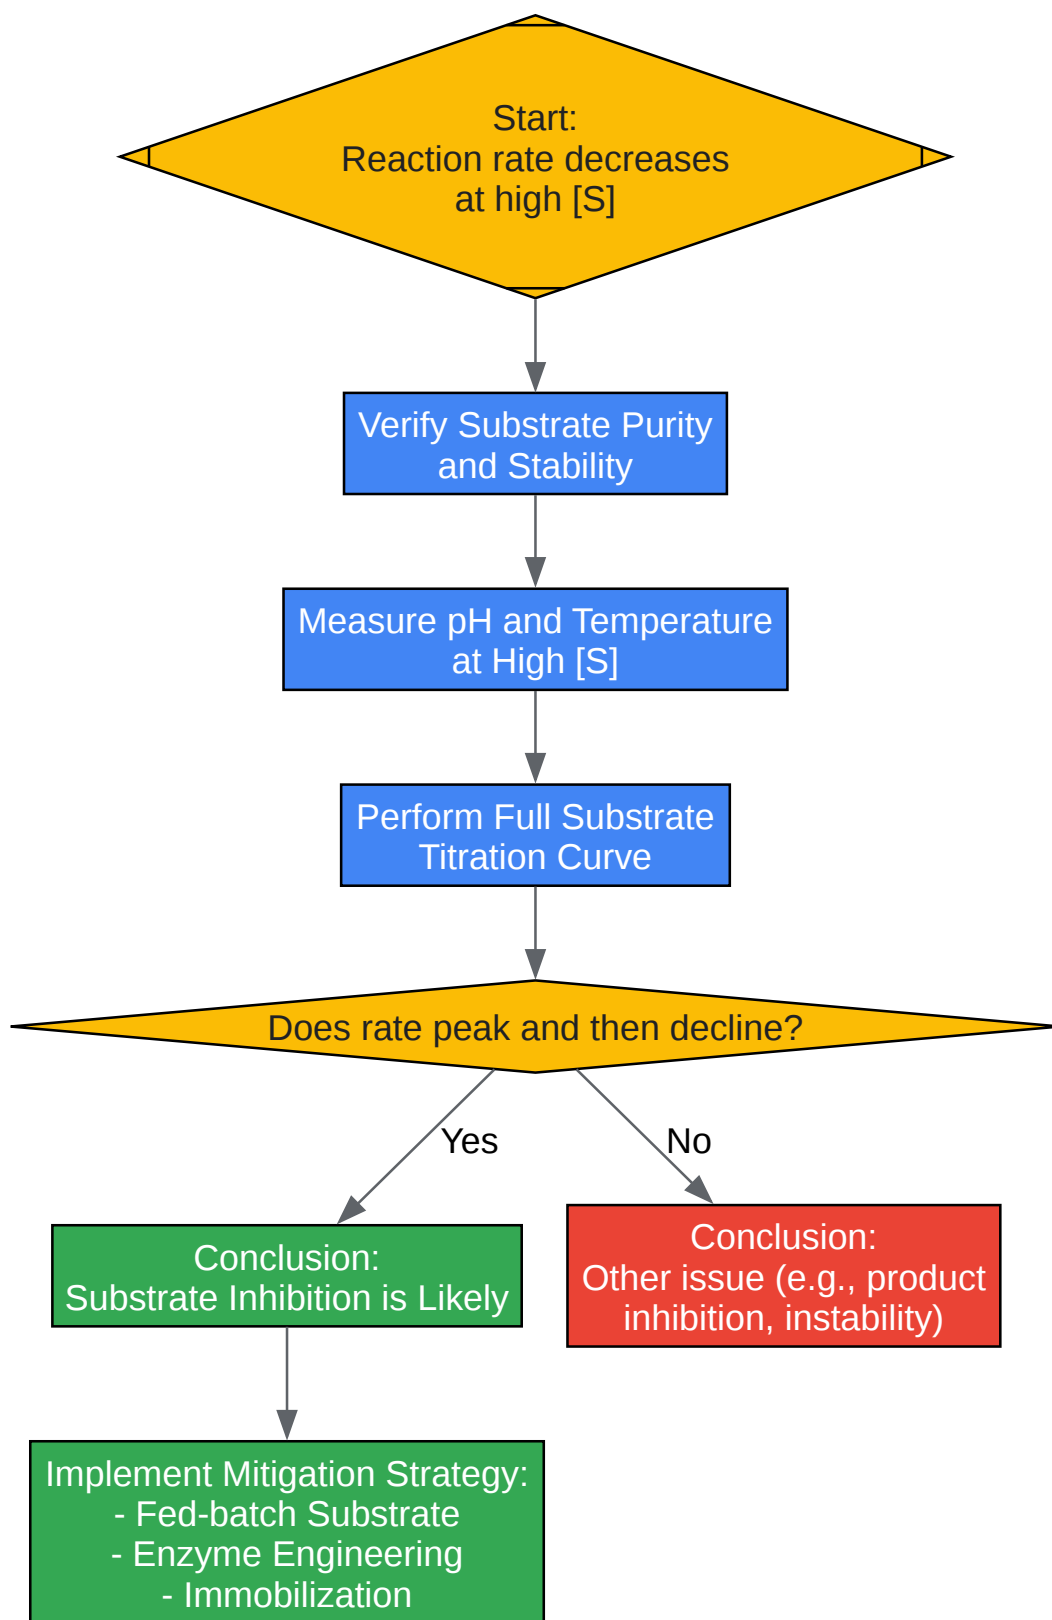 Start:
Reaction rate decreases
at high [S]
Verify Substrate Purity
and Stability
Measure pH and Temperature
at High [S]
Perform Full Substrate
Titration Curve
Does rate peak and then decline?
Yes
No
Conclusion:
Substrate Inhibition is Likely
Conclusion:
Other issue (e.g., product
inhibition, instability)
Implement Mitigation Strategy:
- Fed-batch Substrate
- Enzyme Engineering
- Immobilization